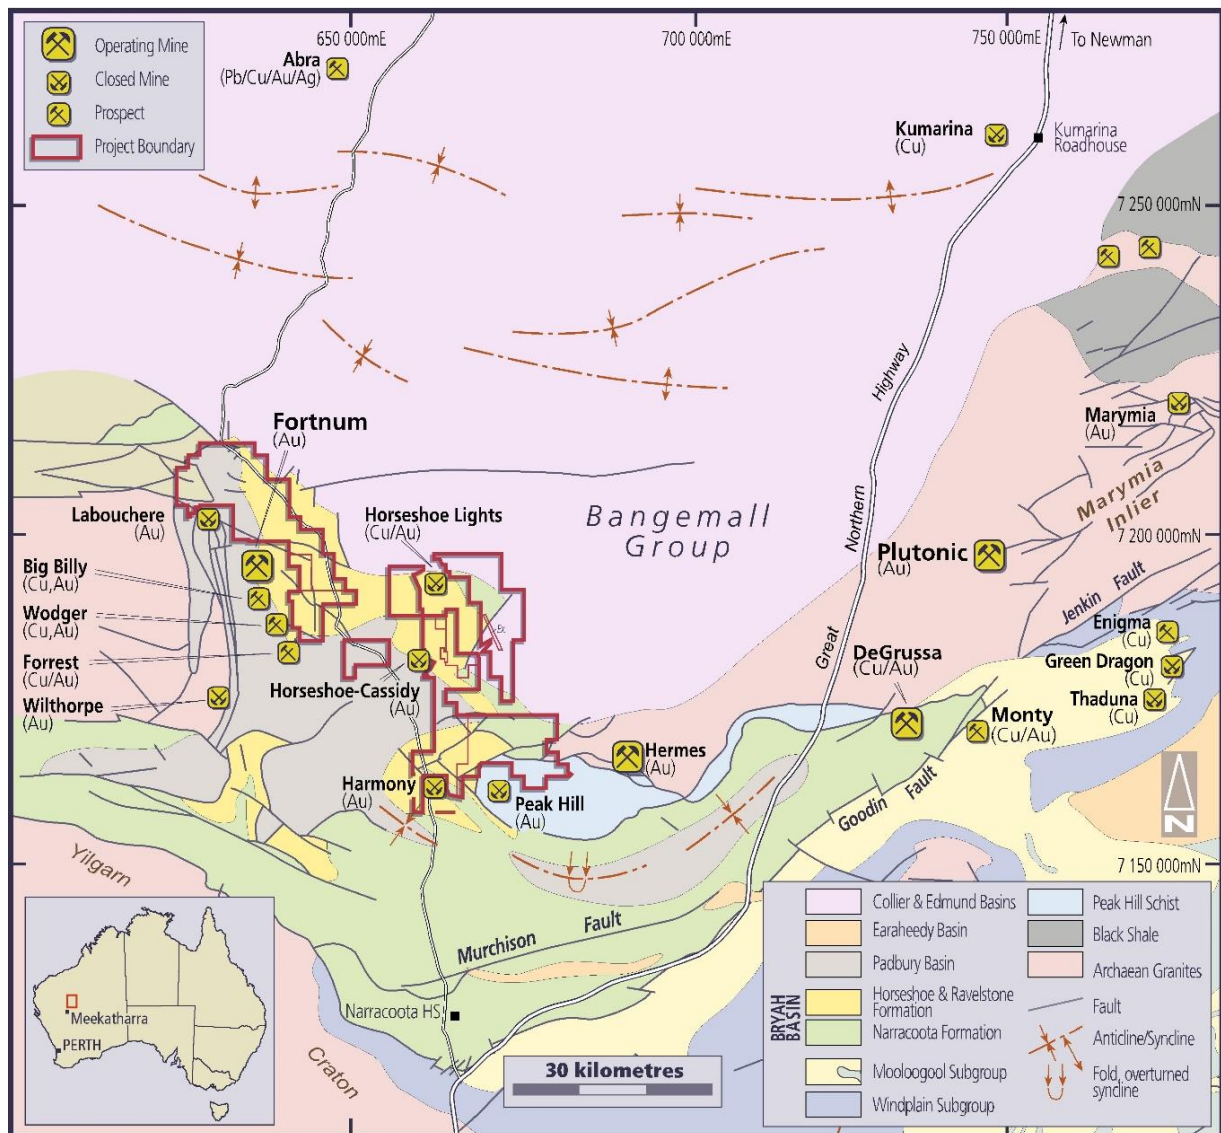 Operating Mine
Closed Mine
Prospect
Project Boundary
650 000mE
700 000mE
750 000mE
To Newman
Abra
(Pb/Cu/Au/Ag)
Kumarina
(Cu)
Kumarina
Roadhouse
7 250 000mN
Marymia
(Au)
Marymia
Inlier
Fortnum
(Au)
Labouchere
(Au)
Horseshoe Lights
(Cu/Au)
Bangemall
Group
Great
Northern
Highway
Plutonic
(Au)
7 200 000mN
Jenkin Fault
Big Billy
(Cu,Au)
Wodger
(Cu,Au)
Forrest
(Cu/Au)
Wilthorpe
(Au)
Horseshoe-Cassidy
(Au)
DeGrussa
(Cu/Au)
Enigma
(Cu)
Green Dragon
(Cu)
Thaduna
(Cu)
Monty
(Cu/Au)
Hermes
(Au)
Harmony
(Au)
Peak Hill
(Au)
Goodin Fault
N
7 150 000mN
Yilgarn
Craton
Murchison Fault
Narracoota HS
Meekatharra
PERTH
30 kilometres
Collier & Edmund Basins
Earaheedy Basin
Padbury Basin
BRYAH
BASIN
Horseshoe & Ravelstone
Formation
Narracoota Formation
Mooloogool Subgroup
Windplain Subgroup
Peak Hill Schist
Black Shale
Archaean Granites
Fault
Anticline/Syncline
Fold, overturned
syncline